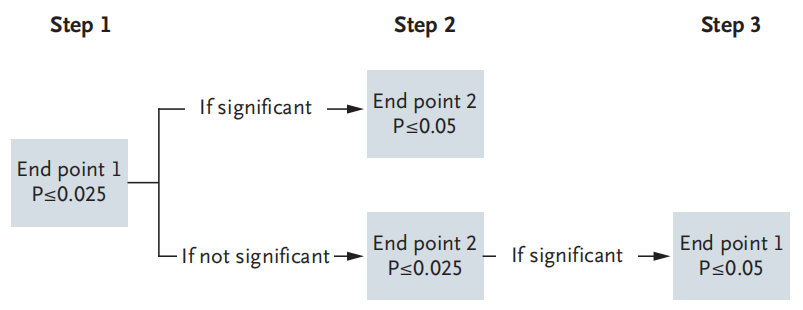 Step 1
Step 2
Step 3
If significant
End point 2
P≤0.05
End point 1
P≤0.025
If not significant
End point 2
P≤0.025
If significant
End point 1
P≤0.05